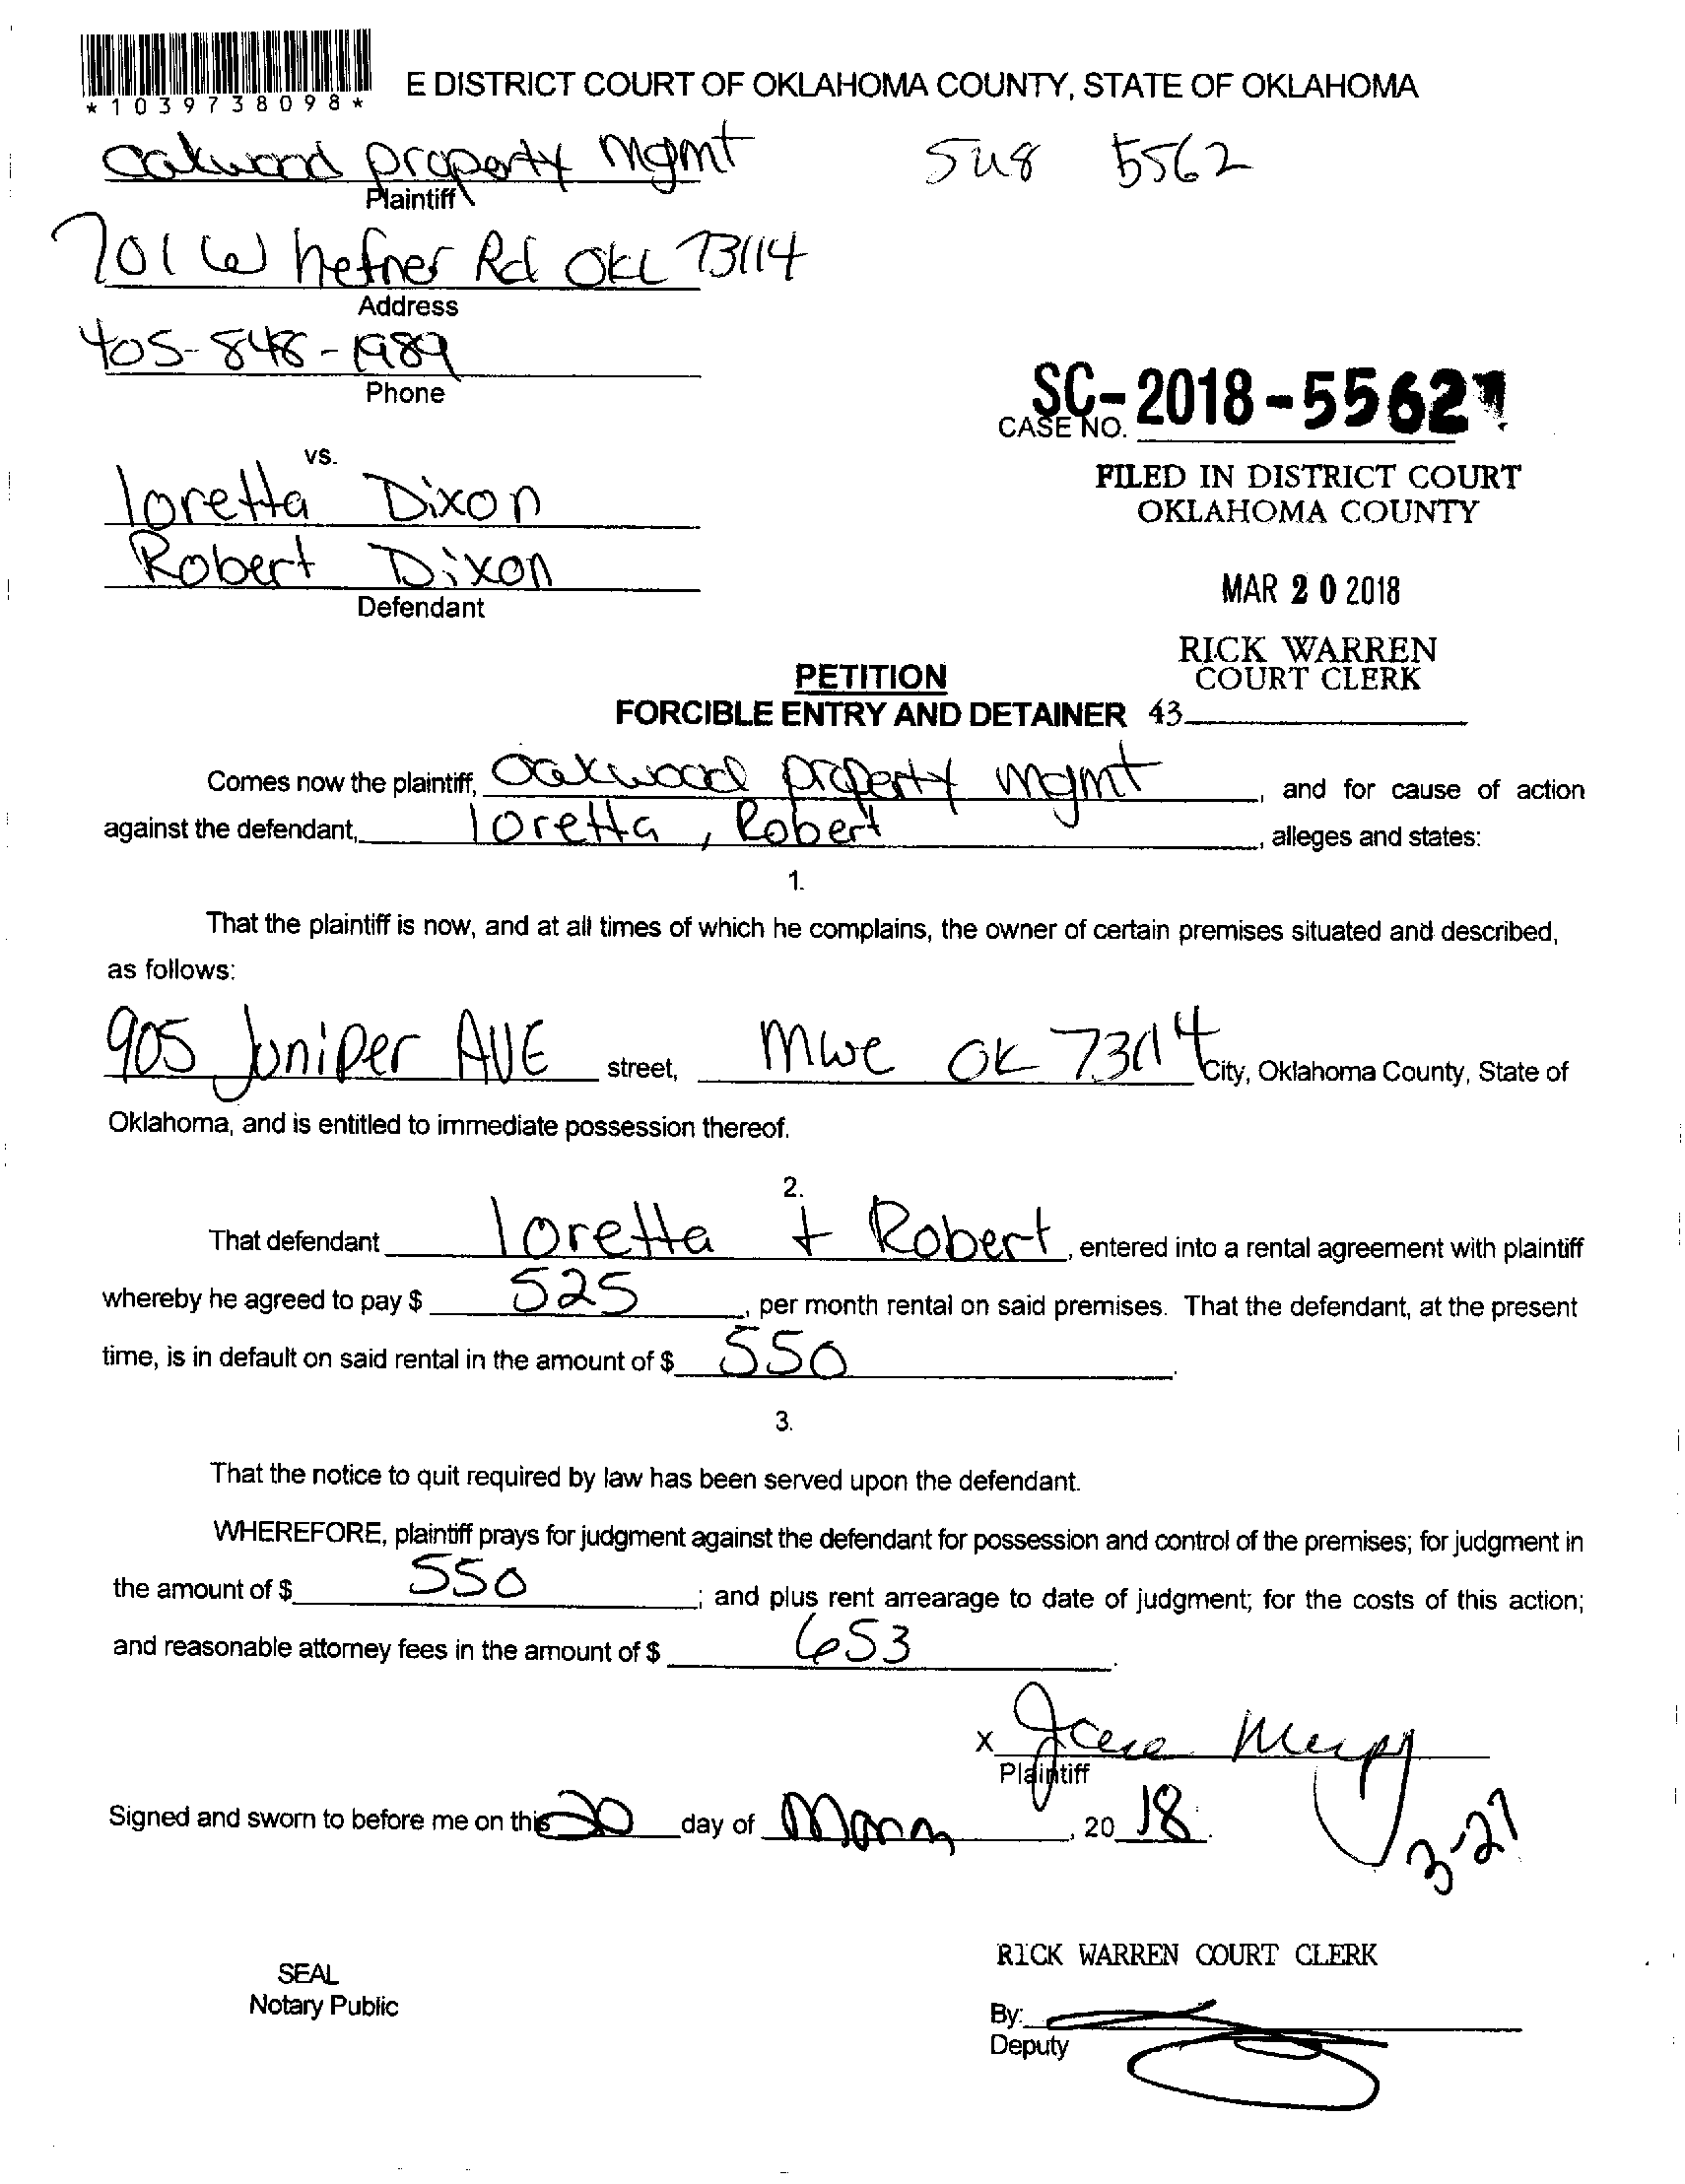 *1039738098*
E DISTRICT COURT OF OKLAHOMA COUNTY, STATE OF OKLAHOMA
Oakwood property mgmt 5562
Plaintiff
701 W hefner Rd OKC 73114
Address
405-848-1989
Phone
SC-2018-5562
CASE NO.
vs.
FILED IN DISTRICT COURT
loretta Dixon
OKLAHOMA COUNTY
Robert Dixon
Defendant
MAR 20 2018
RICK WARREN
PETITION
COURT CLERK
FORCIBLE ENTRY AND DETAINER 43
Comes now the plaintiff, Oakwood property mgmt, and for cause of action
against the defendant, loretta, Robert, alleges and states:
1.
That the plaintiff is now, and at all times of which he complains, the owner of certain premises situated and described,
as follows:
905 Juniper AVE street, Mwc OK City, Oklahoma County, State of
Oklahoma, and is entitled to immediate possession thereof.
2.
That defendant loretta + Robert, entered into a rental agreement with plaintiff
whereby he agreed to pay $ 525, per month rental on said premises. That the defendant, at the present
time, is in default on said rental in the amount of $ 550.
3.
That the notice to quit required by law has been served upon the defendant.
WHEREFORE, plaintiff prays for judgment against the defendant for possession and control of the premises; for judgment in
the amount of $ 550; and plus rent arrearage to date of judgment; for the costs of this action;
and reasonable attorney fees in the amount of $ 653.
X
Plaintiff
Signed and sworn to before me on this 20 day of, 20 18.
3-27
RICK WARREN COURT CLERK
SEAL
Notary Public
By:
Deputy